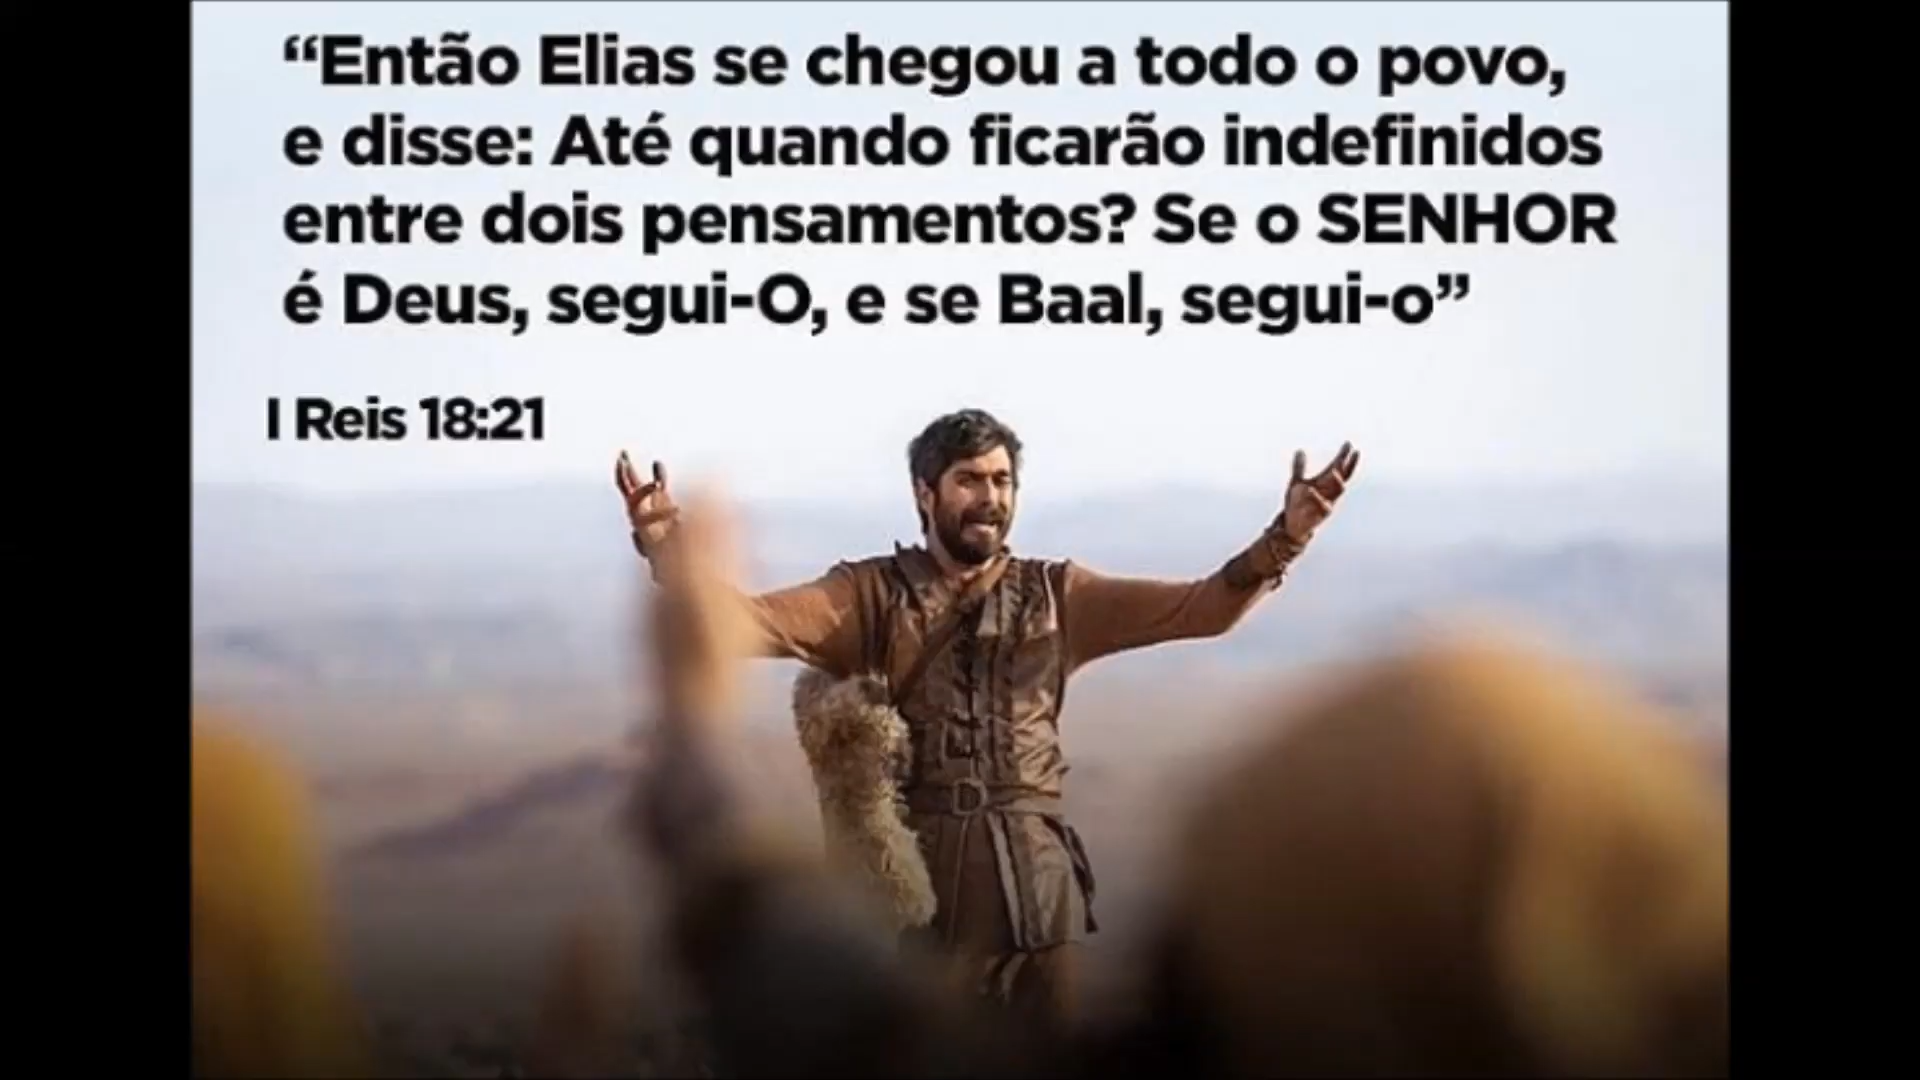 “Então Elias se chegou a todo o povo,
e disse: Até quando ficarão indefinidos
entre dois pensamentos? Se o SENHOR
é Deus, segui-O, e se Baal, segui-o”
I Reis 18:21